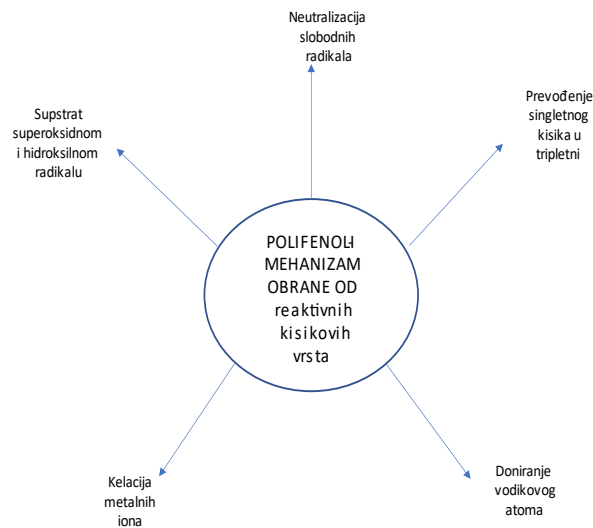 Neutralizacija
slobodnih
radikala
Supstrat
superoksidnom
i hidroksilnom
radikalu
Prevođenje
singletnog
kisika u
tripletni
POLIFENOLI-
MEHANIZAM
OBRANE OD
reaktivnih
kisikovih
vrsta
Kelacija
metalnih
iona
Doniranje
vodikovog
atoma